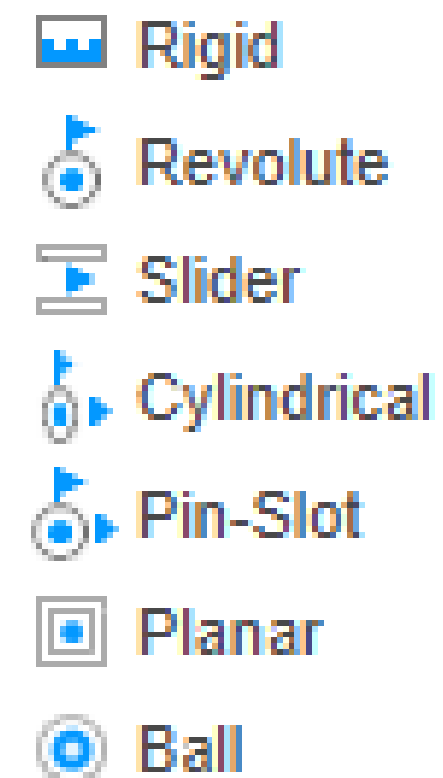 Rigid
Revolute
Slider
Cylindrical
Pin-Slot
Planar
Ball